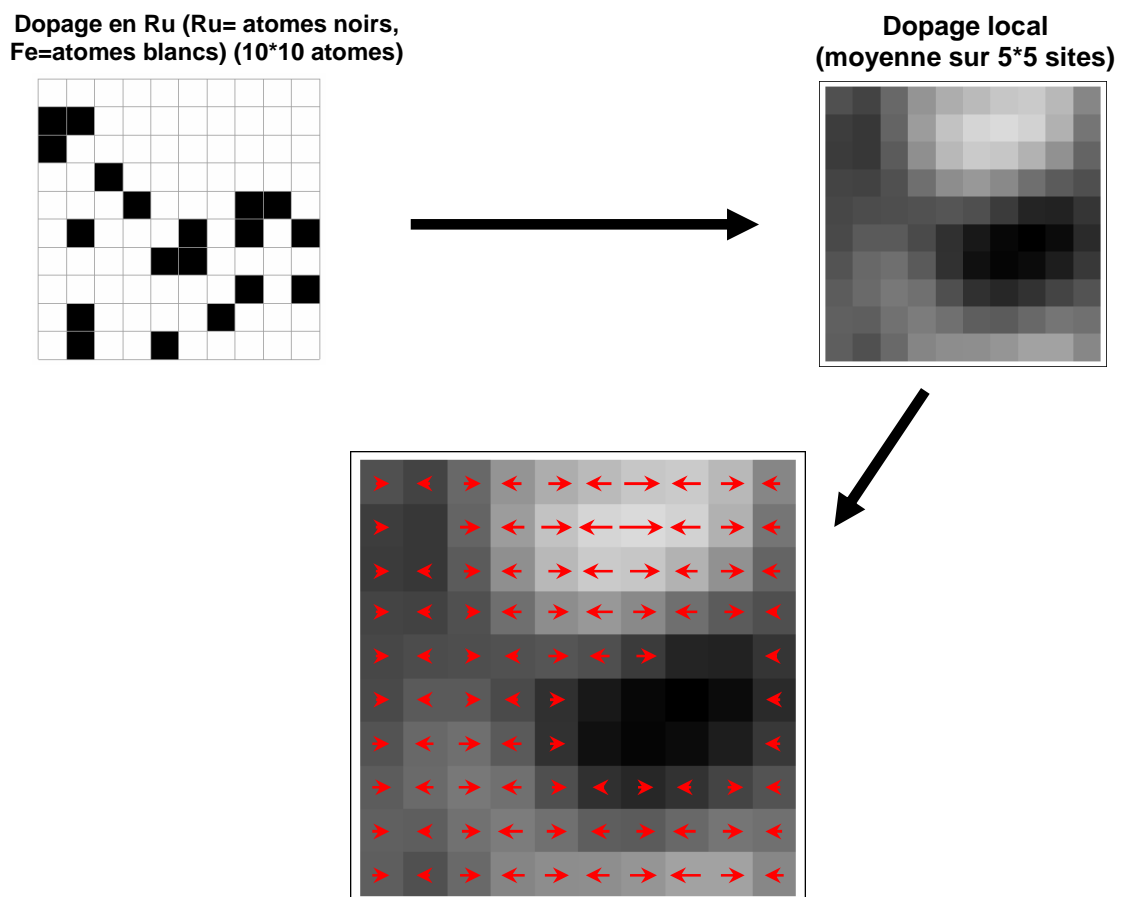 Dopage en Ru (Ru= atomes noirs,
Fe=atomes blancs) (10*10 atomes)
Dopage local
(moyenne sur 5*5 sites)